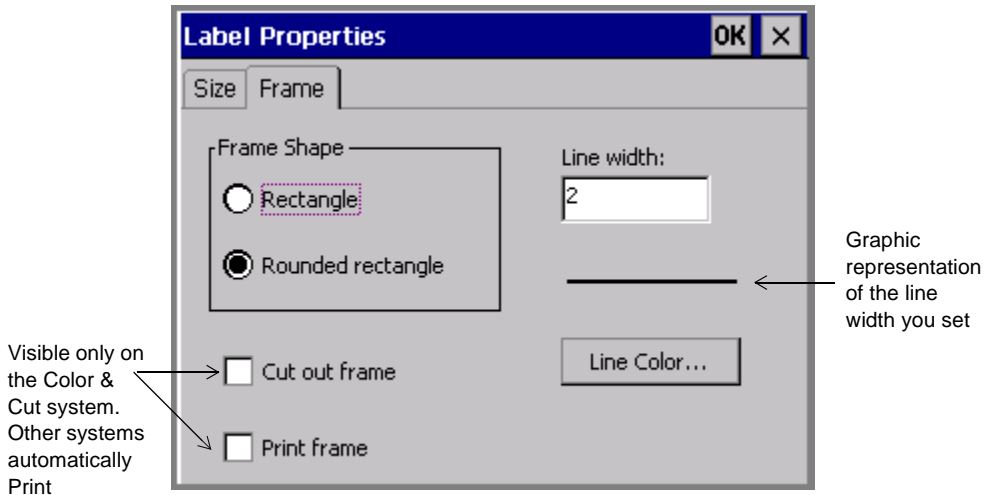 Label Properties
OK
Size
Frame
Frame Shape
Rectangle
Rounded rectangle
Line width:
2
Graphic
representation
of the line
width you set
Line Color...
Visible only on
the Color &
Cut system.
Other systems
automatically
Print
Cut out frame
Print frame